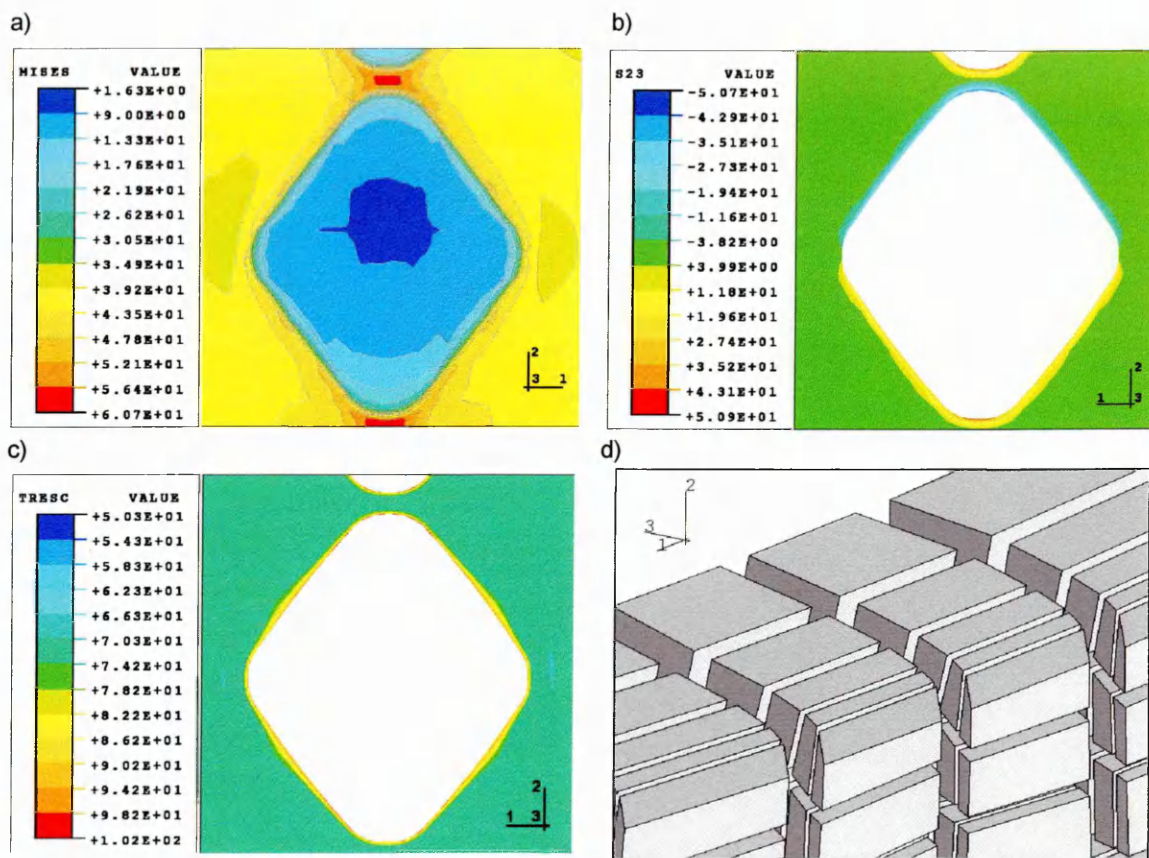 a)
MISES VALUE
+1.63E+00
+9.00E+00
+1.33E+01
+1.76E+01
+2.19E+01
+2.62E+01
+3.05E+01
+3.49E+01
+3.92E+01
+4.35E+01
+4.78E+01
+5.21E+01
+5.64E+01
+6.07E+01
2
3 1
b)
S23 VALUE
-5.07E+01
-4.29E+01
-3.51E+01
-2.73E+01
-1.94E+01
-1.16E+01
-3.82E+00
+3.99E+00
+1.18E+01
+1.96E+01
+2.74E+01
+3.52E+01
+4.31E+01
+5.09E+01
2
1 3
c)
TRESC VALUE
+5.03E+01
+5.43E+01
+5.83E+01
+6.23E+01
+6.63E+01
+7.03E+01
+7.42E+01
+7.82E+01
+8.22E+01
+8.62E+01
+9.02E+01
+9.42E+01
+9.82E+01
+1.02E+02
2
1 3
d)
2
3
1